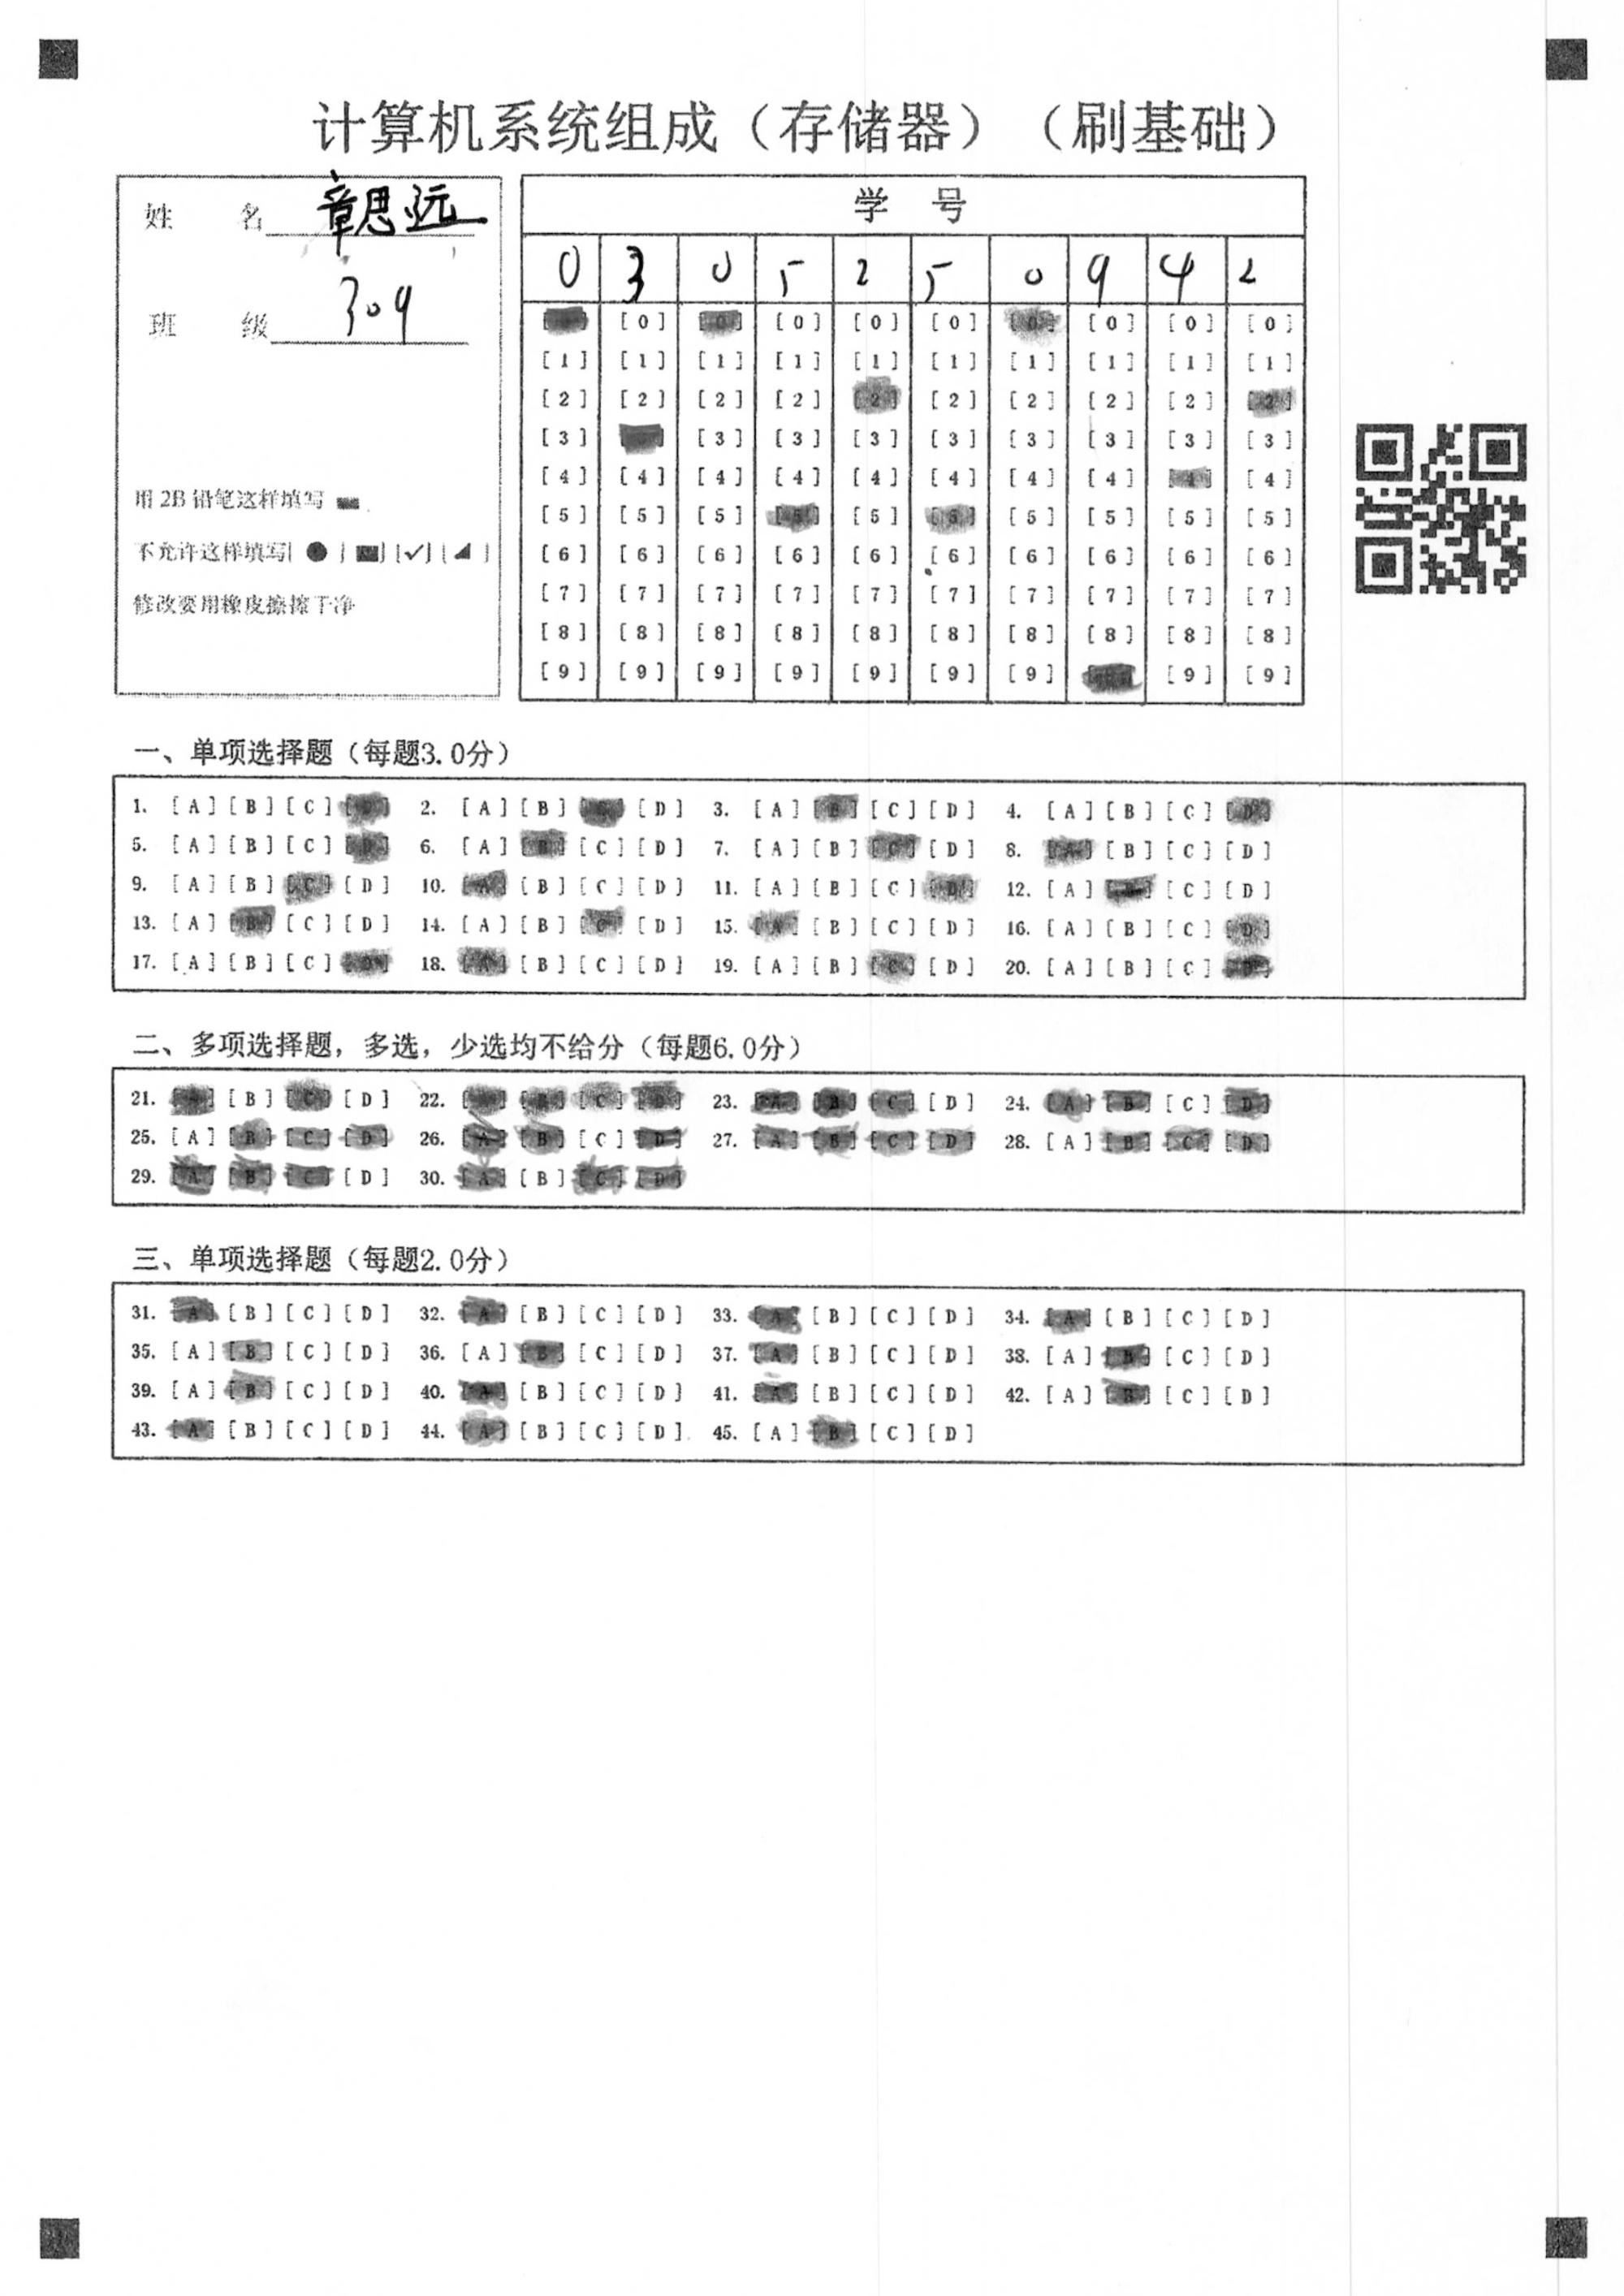 计算机系统组成（存储器）（刷基础）
姓 名 章思远
班 级 309
用 2B 铅笔这样填写
不允许这样填写
修改要用橡皮擦擦干净
学 号
0 3 0 5 2 5 0 9 4 2
[0] [0] [0] [0] [0] [0] [0] [0] [0]
[1] [1] [1] [1] [1] [1] [1] [1] [1] [1]
[2] [2] [2] [2] [2] [2] [2] [2] [2] [2]
[3] [3] [3] [3] [3] [3] [3] [3] [3]
[4] [4] [4] [4] [4] [4] [4] [4] [4] [4]
[5] [5] [5] [5] [5] [5] [5] [5] [5] [5]
[6] [6] [6] [6] [6] [6] [6] [6] [6] [6]
[7] [7] [7] [7] [7] [7] [7] [7] [7] [7]
[8] [8] [8] [8] [8] [8] [8] [8] [8] [8]
[9] [9] [9] [9] [9] [9] [9] [9] [9]
一、单项选择题（每题3.0分）
1. [A] [B] [C] [D] 2. [A] [B] [C] [D] 3. [A] [B] [C] [D] 4. [A] [B] [C] [D]
5. [A] [B] [C] [D] 6. [A] [B] [C] [D] 7. [A] [B] [C] [D] 8. [A] [B] [C] [D]
9. [A] [B] [C] [D] 10. [A] [B] [C] [D] 11. [A] [B] [C] [D] 12. [A] [B] [C] [D]
13. [A] [B] [C] [D] 14. [A] [B] [C] [D] 15. [A] [B] [C] [D] 16. [A] [B] [C] [D]
17. [A] [B] [C] [D] 18. [A] [B] [C] [D] 19. [A] [B] [C] [D] 20. [A] [B] [C] [D]
二、多项选择题，多选，少选均不给分（每题6.0分）
21. [A] [B] [C] [D] 22. [A] [B] [C] [D] 23. [A] [B] [C] [D] 24. [A] [B] [C] [D]
25. [A] [B] [C] [D] 26. [A] [B] [C] [D] 27. [A] [B] [C] [D] 28. [A] [B] [C] [D]
29. [A] [B] [C] [D] 30. [A] [B] [C] [D]
三、单项选择题（每题2.0分）
31. [A] [B] [C] [D] 32. [A] [B] [C] [D] 33. [A] [B] [C] [D] 34. [A] [B] [C] [D]
35. [A] [B] [C] [D] 36. [A] [B] [C] [D] 37. [A] [B] [C] [D] 38. [A] [B] [C] [D]
39. [A] [B] [C] [D] 40. [A] [B] [C] [D] 41. [A] [B] [C] [D] 42. [A] [B] [C] [D]
43. [A] [B] [C] [D] 44. [A] [B] [C] [D] 45. [A] [B] [C] [D]